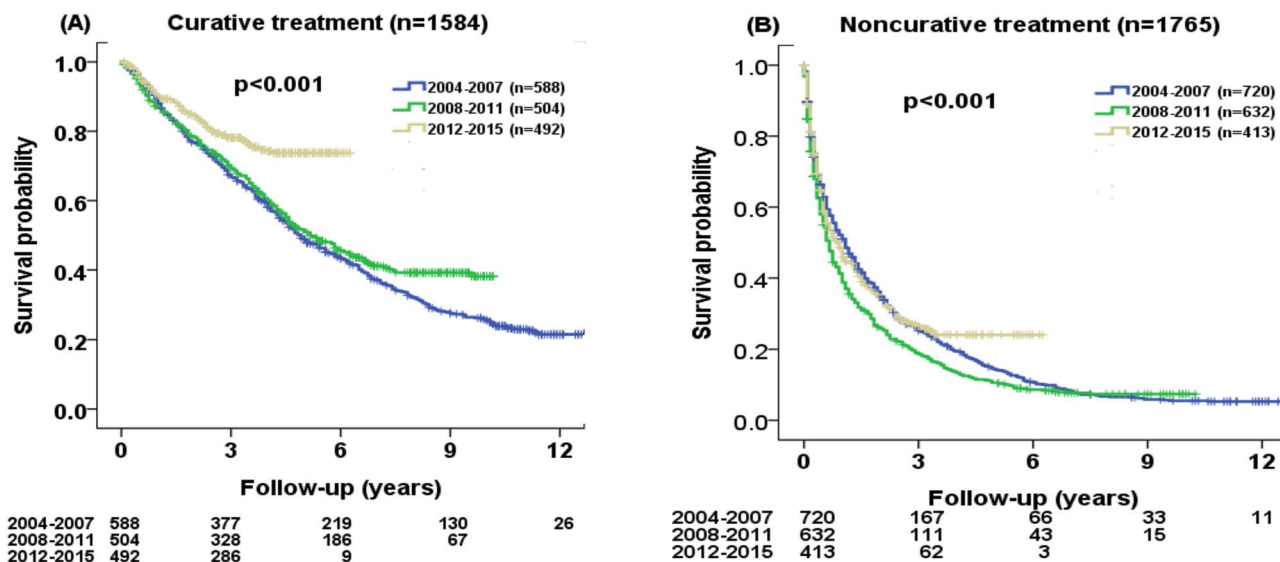 (A) Curative treatment (n=1584)
p<0.001
2004-2007 (n=588)
2008-2011 (n=504)
2012-2015 (n=492)
Survival probability
1.0
0.8
0.6
0.4
0.2
0.0
0 3 6 9 12
Follow-up (years)
2004-2007 588 377 219 130 26
2008-2011 504 328 186 67
2012-2015 492 286 9
(B) Noncurative treatment (n=1765)
p<0.001
2004-2007 (n=720)
2008-2011 (n=632)
2012-2015 (n=413)
Survival probability
1.0
0.8
0.6
0.4
0.2
0.0
0 3 6 9 12
Follow-up (years)
2004-2007 720 167 66 33 11
2008-2011 632 111 43 15
2012-2015 413 62 3